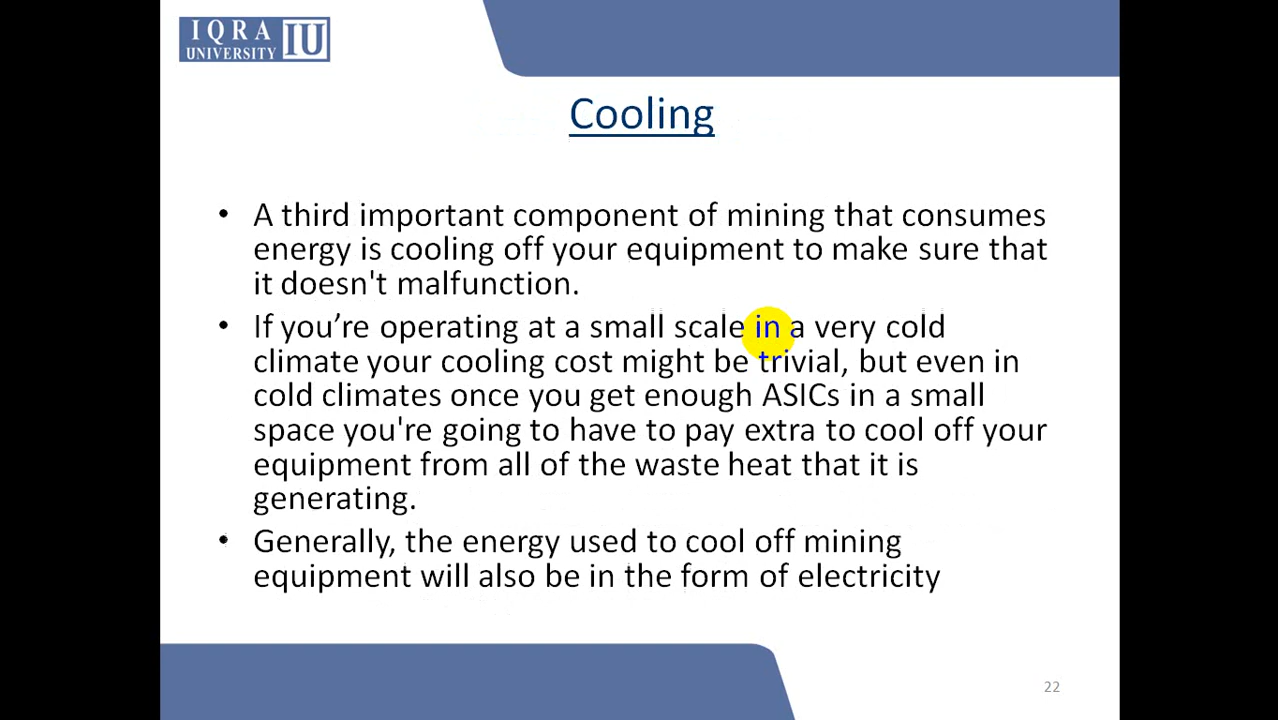 IQRA
UNIVERSITY IU
Cooling
• A third important component of mining that consumes
energy is cooling off your equipment to make sure that
it doesn't malfunction.
• If you’re operating at a small scale in a very cold
climate your cooling cost might be trivial, but even in
cold climates once you get enough ASICs in a small
space you're going to have to pay extra to cool off your
equipment from all of the waste heat that it is
generating.
• Generally, the energy used to cool off mining
equipment will also be in the form of electricity
22